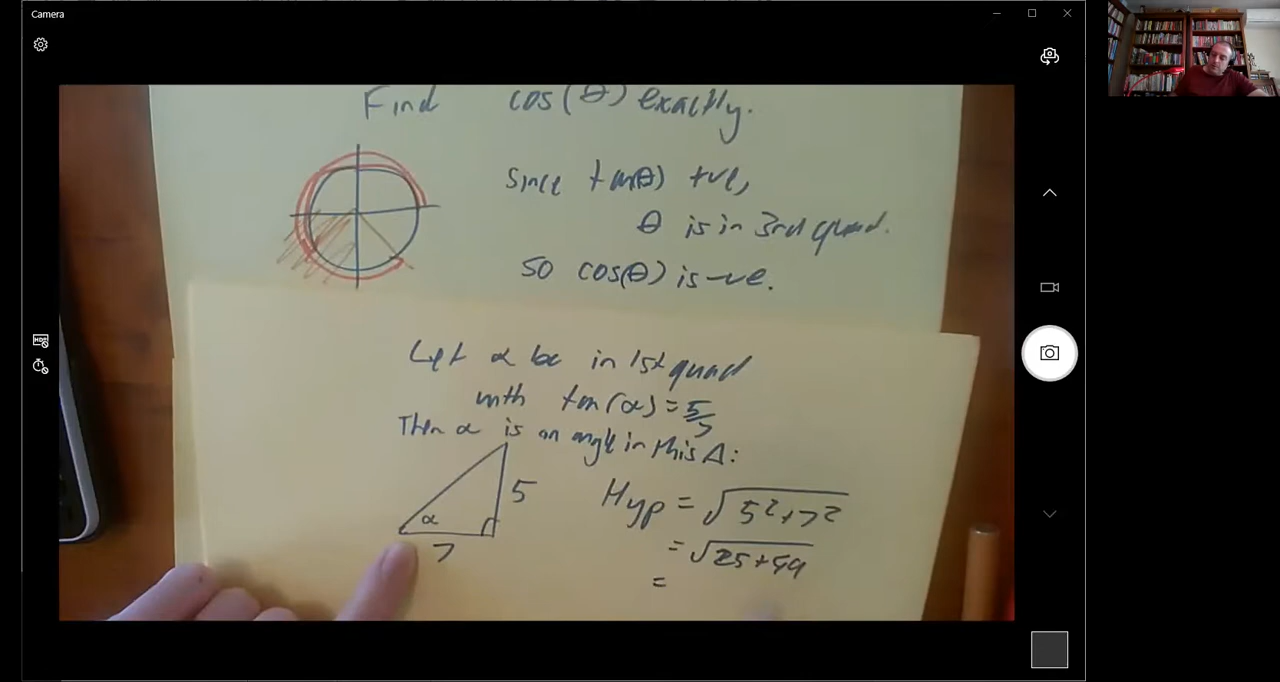 Camera
Find cos(θ) exactly.
Since tan(θ) +ve,
θ is in 3rd quad.
so cos(θ) is -ve.
Let α be in 1st quad
with tan(α) = 5/7
Then α is an angle in this Δ:
α
5
7
Hyp = √5²+7²
= √25+49
=